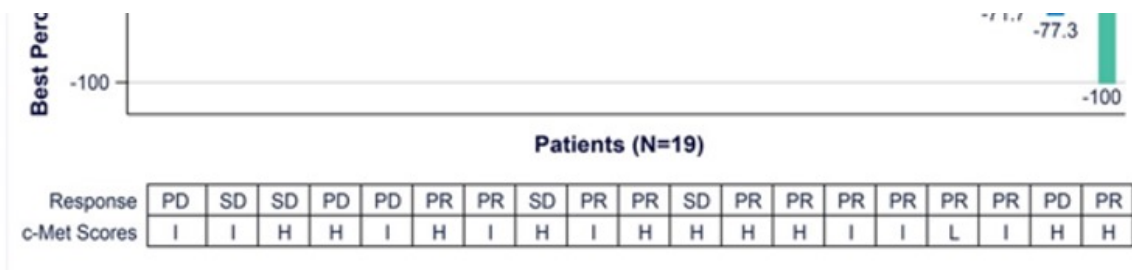 -77.3
Best Perc
-100
-100
Patients (N=19)
Response PD SD SD PD PD PR PR SD PR PR SD PR PR PR PR PR PR PD PR
c-Met Scores I I H H I H I H I H H H H I I L I H H